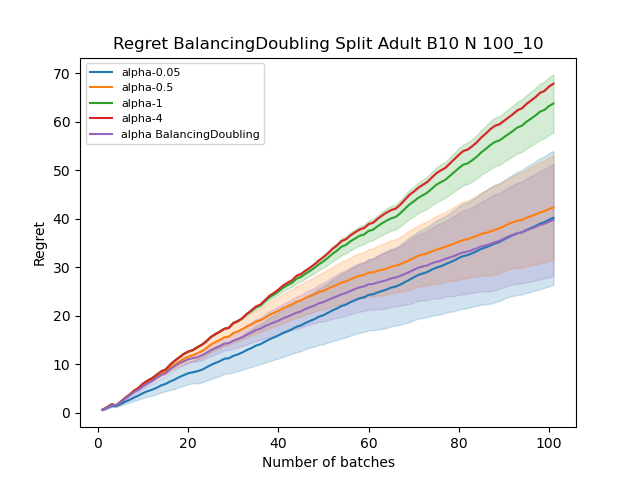 Regret BalancingDoubling Split Adult B10 N 100_10
alpha-0.05
alpha-0.5
alpha-1
alpha-4
alpha BalancingDoubling
Regret
70
60
50
40
30
20
10
0
0 20 40 60 80 100
Number of batches